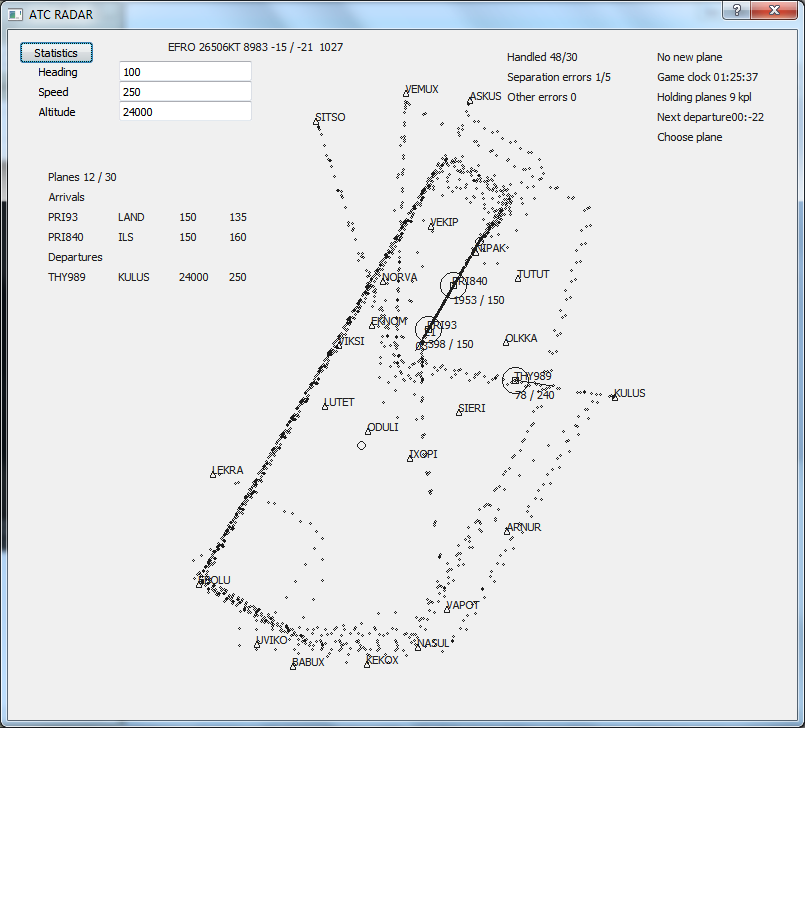 ATC RADAR
Statistics
EFRO 26506KT 8983 -15 / -21 1027
Heading 100
Speed 250
Altitude 24000
Handled 48/30
Separation errors 1/5
Other errors 0
No new plane
Game clock 01:25:37
Holding planes 9 kpl
Next departure00:-22
Choose plane
Planes 12 / 30
Arrivals
PRI93 LAND 150 135
PRI840 ILS 150 160
Departures
THY989 KULUS 24000 250
VEMUX
ASKUS
SITSO
VEKIP
NIPAK
NORVA
PRI840
1953 / 150
TUTUT
EKNOM
PRI93
398 / 150
VIKSI
OLKKA
THY989
78 / 240
KULUS
LUTET
SIERI
ODULI
IXOPI
LEKRA
ARNUR
EBOLU
VAPOT
UVIKO
NASUL
BABUX
KEKOX